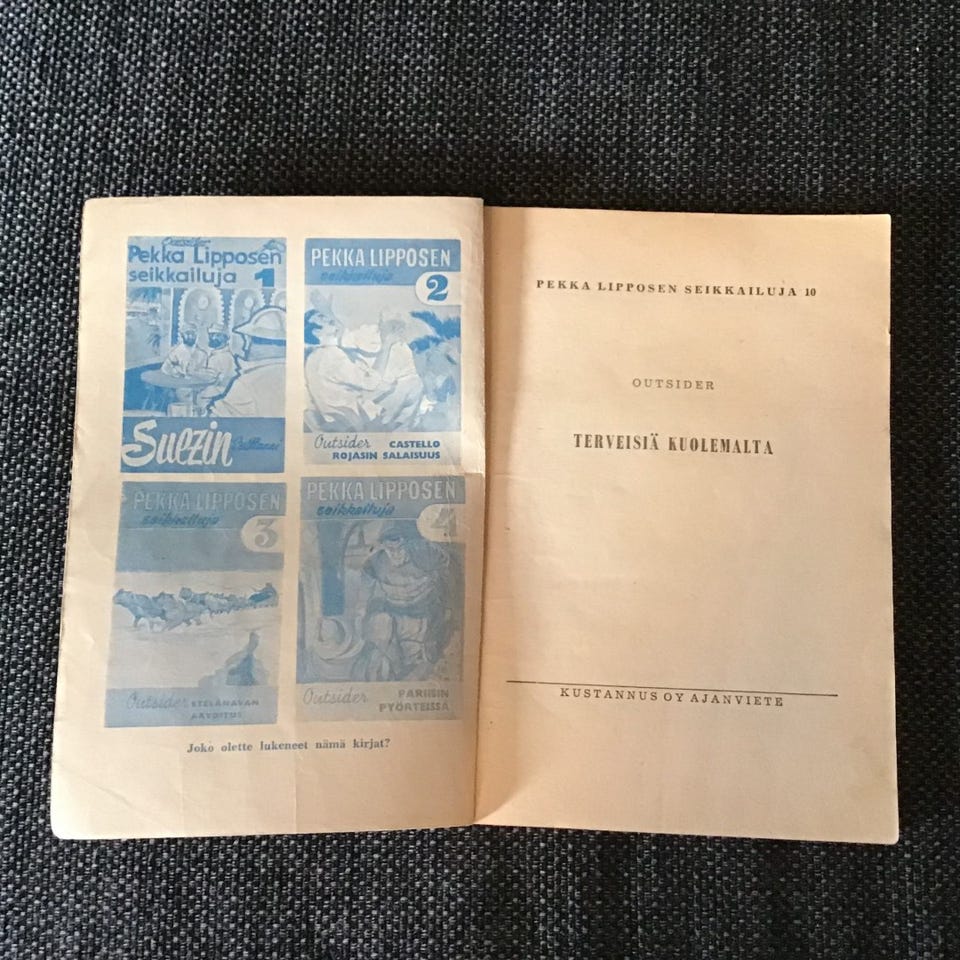 Outsider
Pekka Lipposen
seikkailuja 1
Suezin
PEKKA LIPPOSEN
seikkailuja
2
Outsider CASTELLO
ROJASIN SALAISUUS
PEKKA LIPPOSEN
seikkailuja
3
Outsider ETELÄNAVAN
ARVOITUS
PEKKA LIPPOSEN
seikkailuja
4
Outsider PARIISIN
PYÖRTEISSÄ
Joko olette lukeneet nämä kirjat?
PEKKA LIPPOSEN SEIKKAILUJA 10
OUTSIDER
TERVEISIÄ KUOLEMALTA
KUSTANNUS OY AJANVIETE